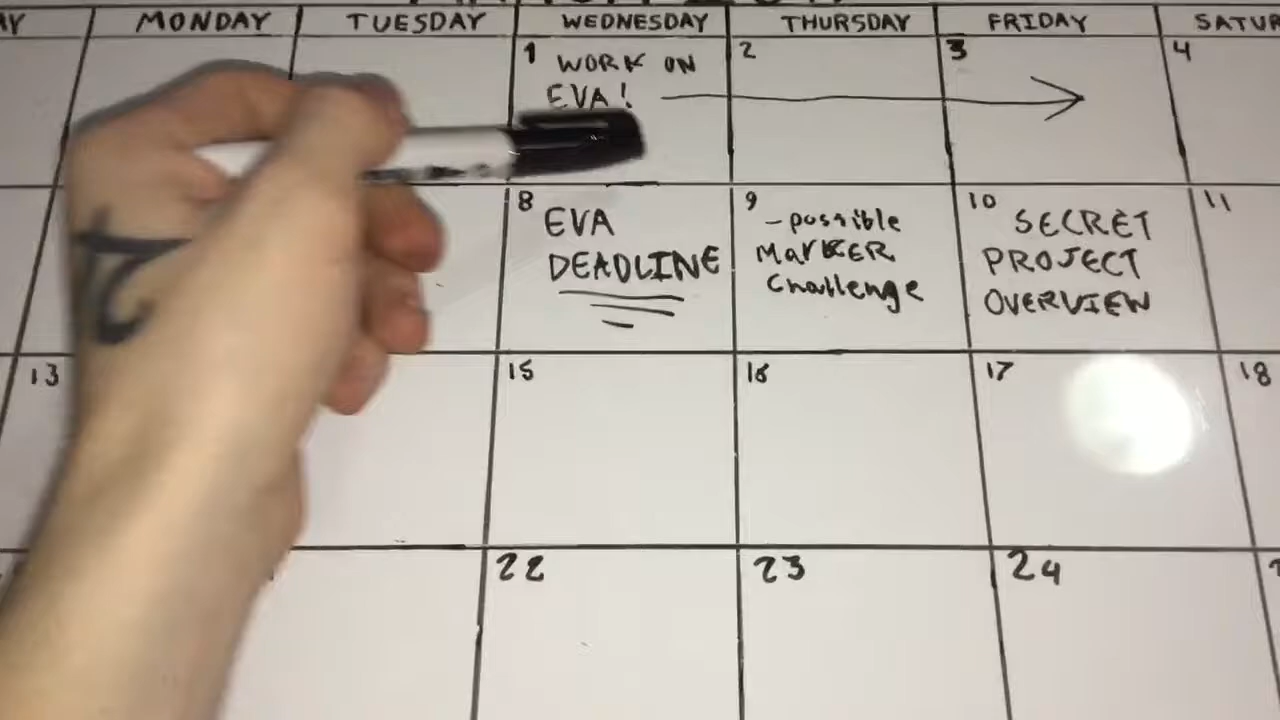 MONDAY TUESDAY WEDNESDAY THURSDAY FRIDAY
1 WORK ON
EVA!
2
3
4
8 EVA
DEADLINE
9 -possible
MARKER
Challenge
10 SECRET
PROJECT
OVERVIEW
11
13
15
16
17
18
22
23
24